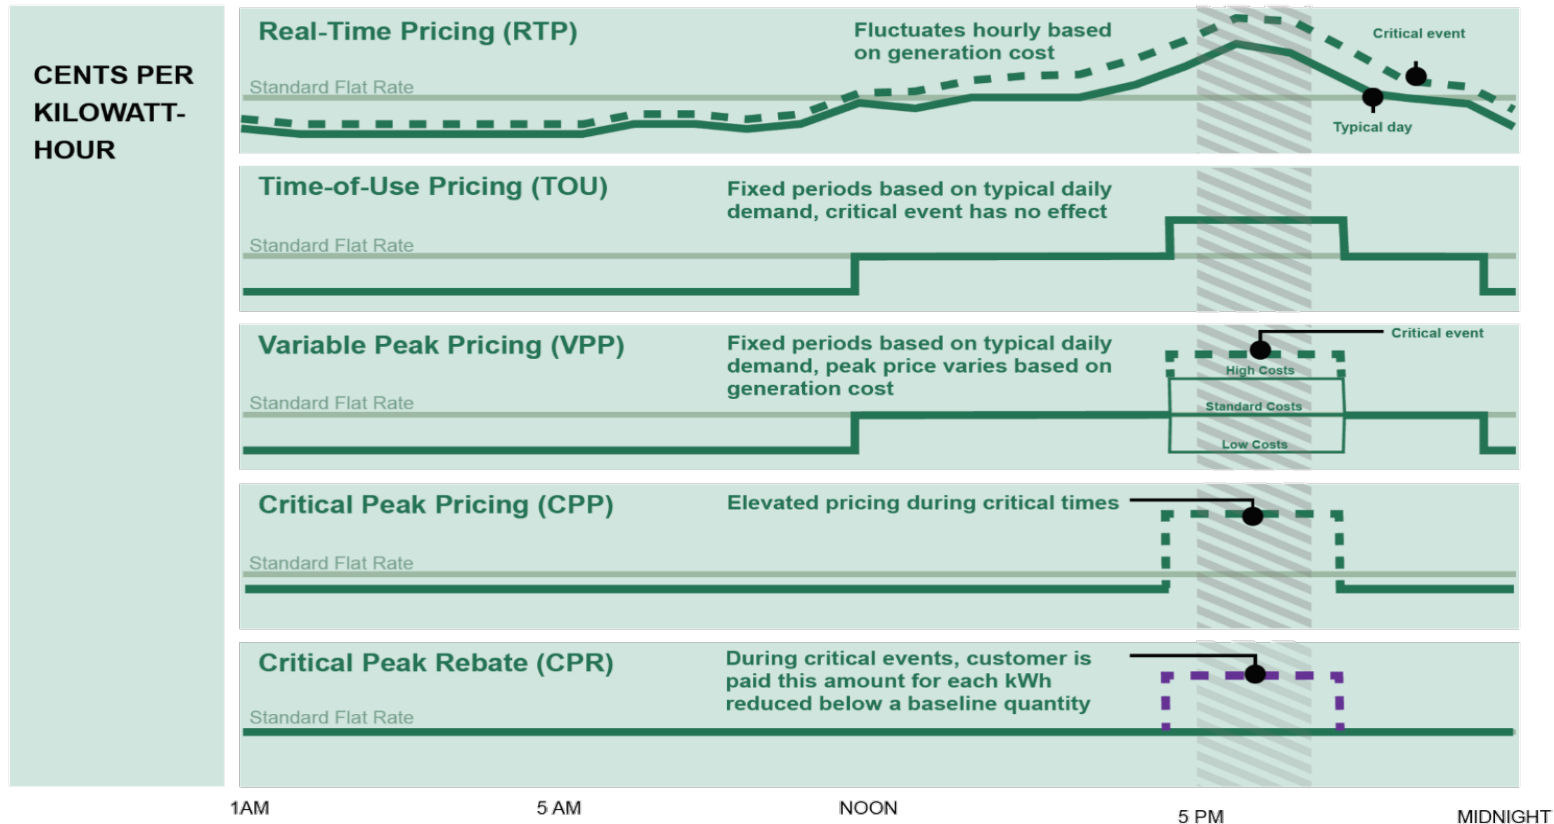 CENTS PER
KILOWATT-
HOUR
Real-Time Pricing (RTP)
Fluctuates hourly based
on generation cost
Critical event
Standard Flat Rate
Typical day
Time-of-Use Pricing (TOU)
Fixed periods based on typical daily
demand, critical event has no effect
Standard Flat Rate
Variable Peak Pricing (VPP)
Fixed periods based on typical daily
demand, peak price varies based on
generation cost
Critical event
High Costs
Standard Flat Rate
Standard Costs
Low Costs
Critical Peak Pricing (CPP)
Elevated pricing during critical times
Standard Flat Rate
Critical Peak Rebate (CPR)
During critical events, customer is
paid this amount for each kWh
reduced below a baseline quantity
Standard Flat Rate
1AM
5 AM
NOON
5 PM
MIDNIGHT